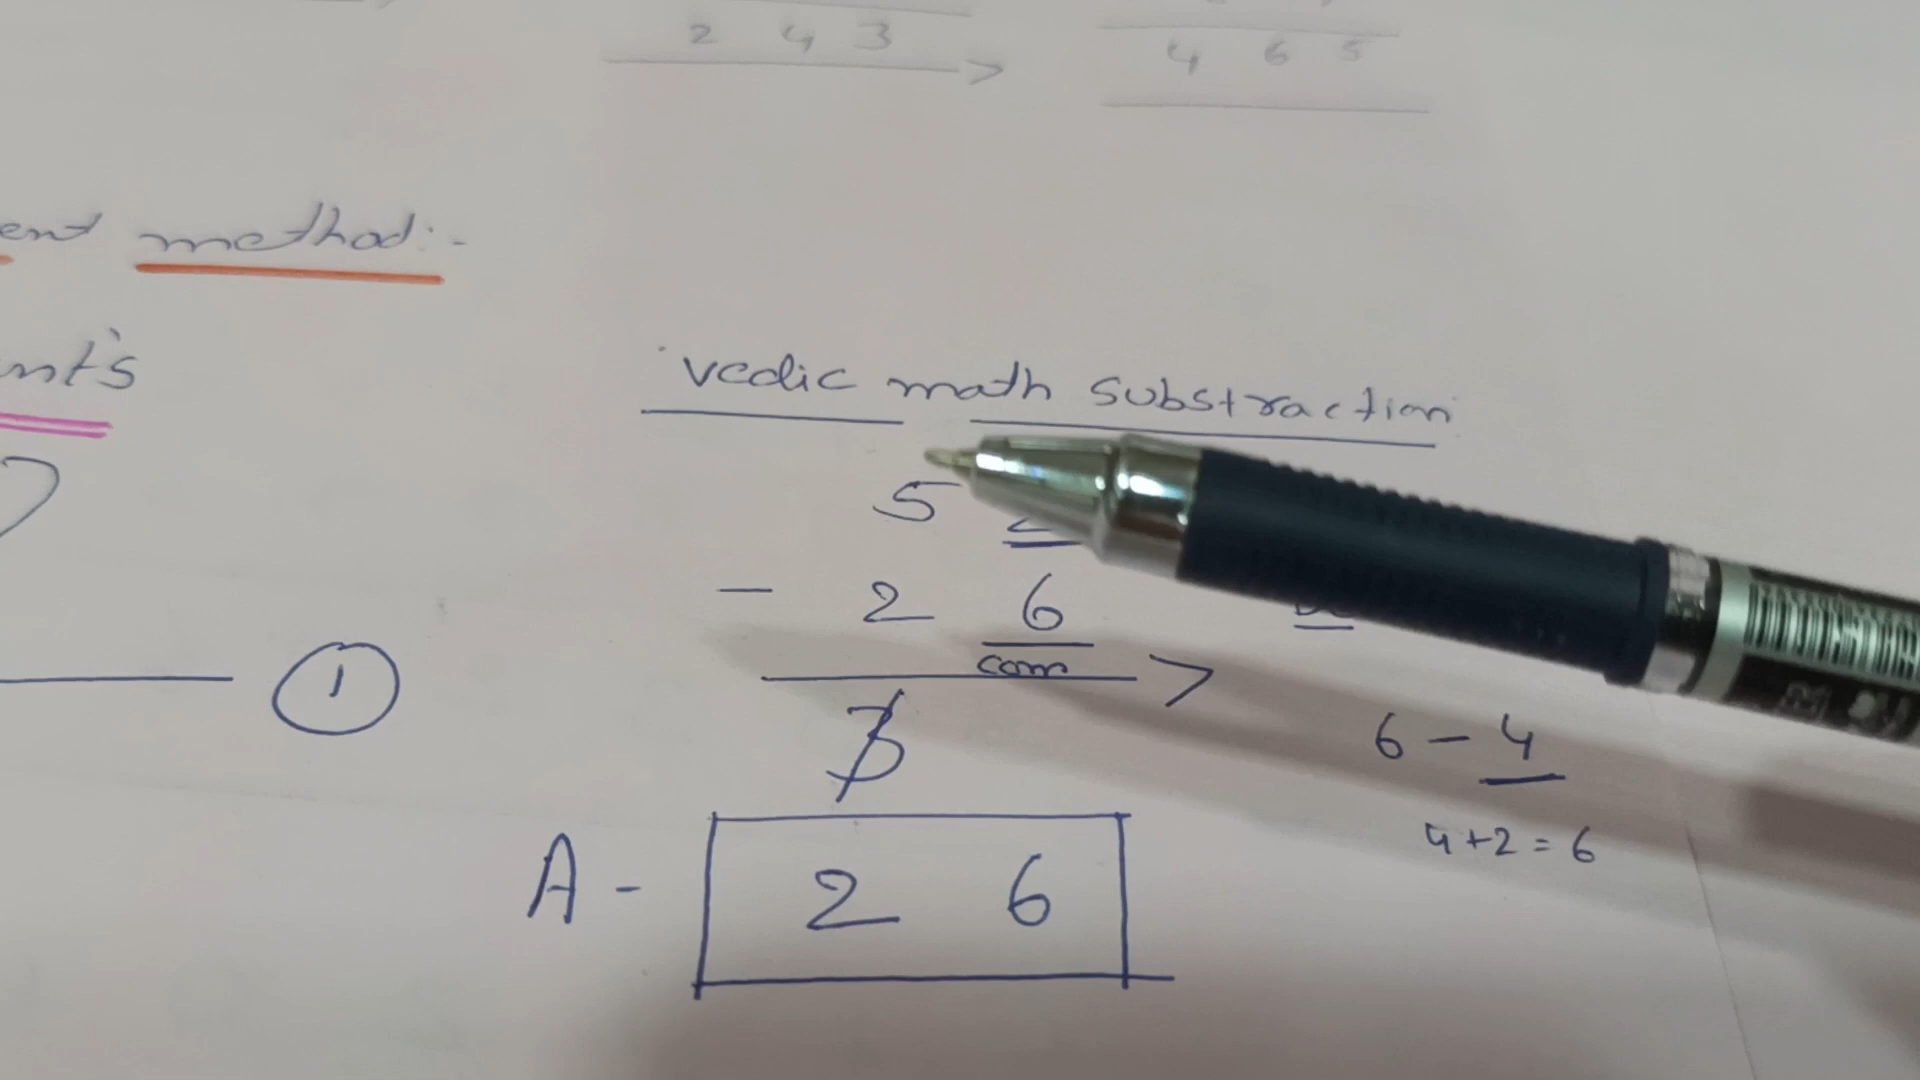 2 4 3
4 6 5
method:-
vedic math substraction
5 2
- 2 6
com
1
3
6 - 4
4+2=6
A - 2 6